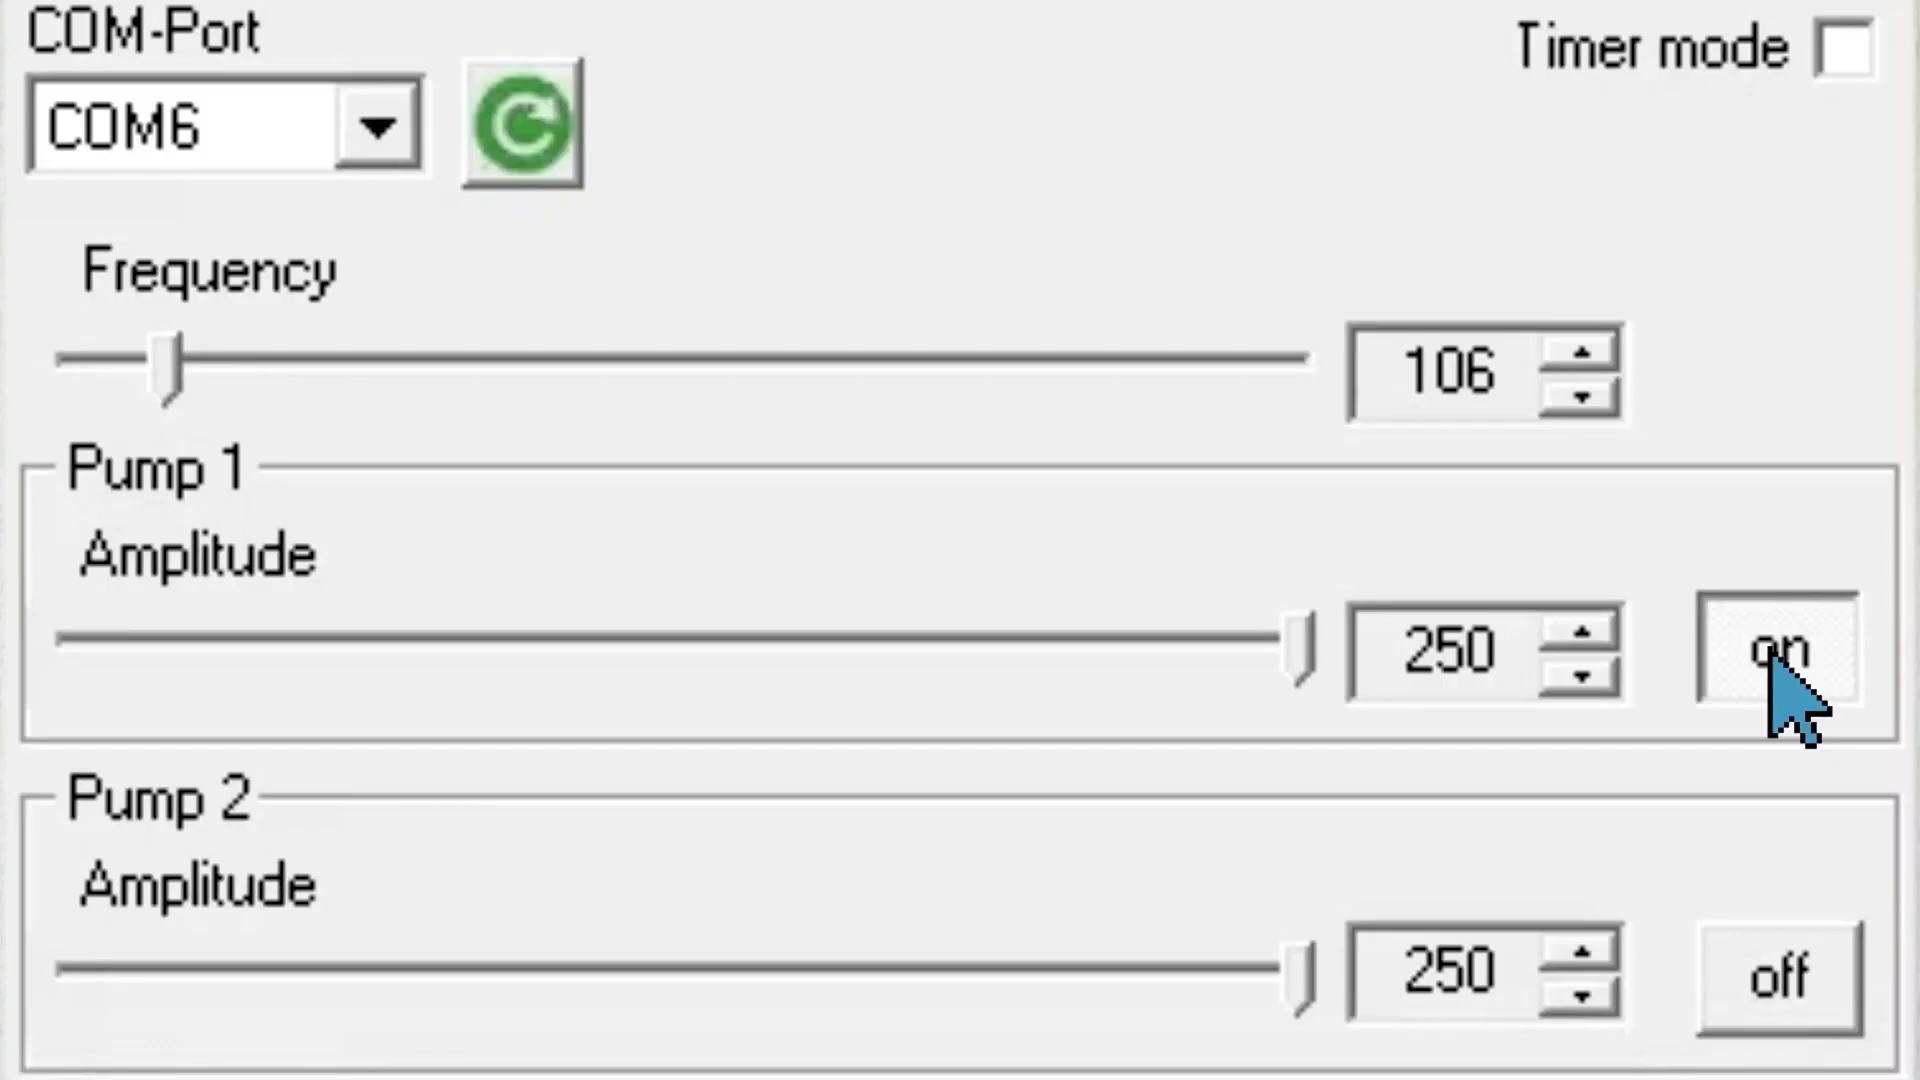 COM-Port
Timer mode
COM6
Frequency
106
Pump 1
Amplitude
250
on
Pump 2
Amplitude
250
off